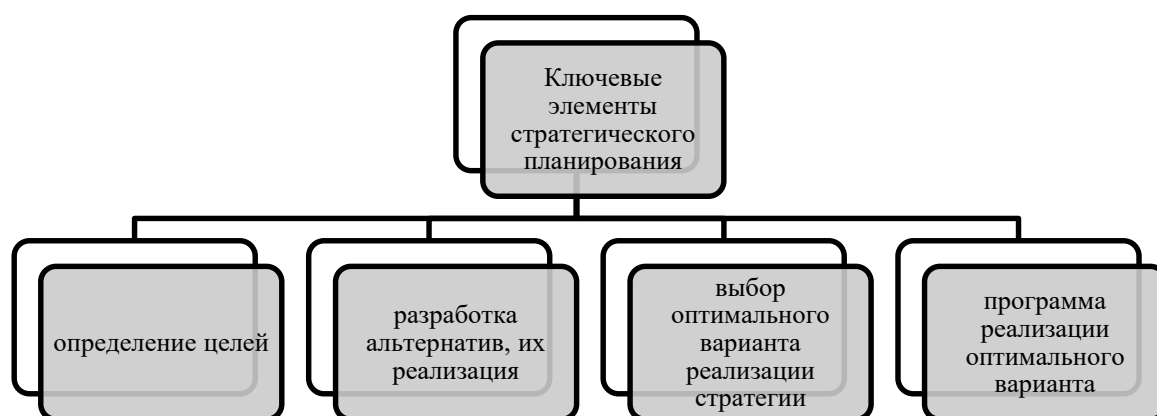 Ключевые
элементы
стратегического
планирования
определение целей
разработка
альтернатив, их
реализация
выбор
оптимального
варианта
реализации
стратегии
программа
реализации
оптимального
варианта